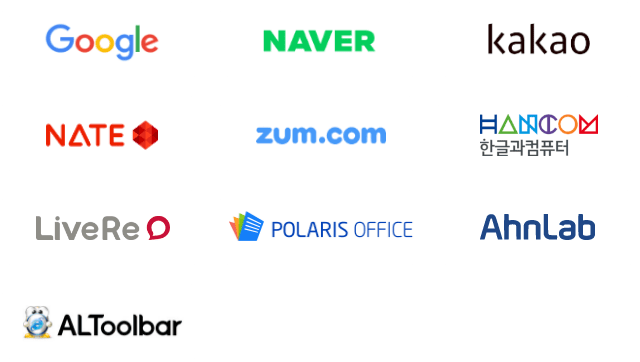 Google
NAVER
kakao
NATE
zum.com
HANCOM
한글과컴퓨터
LiveRe
POLARIS OFFICE
AhnLab
ALToolbar